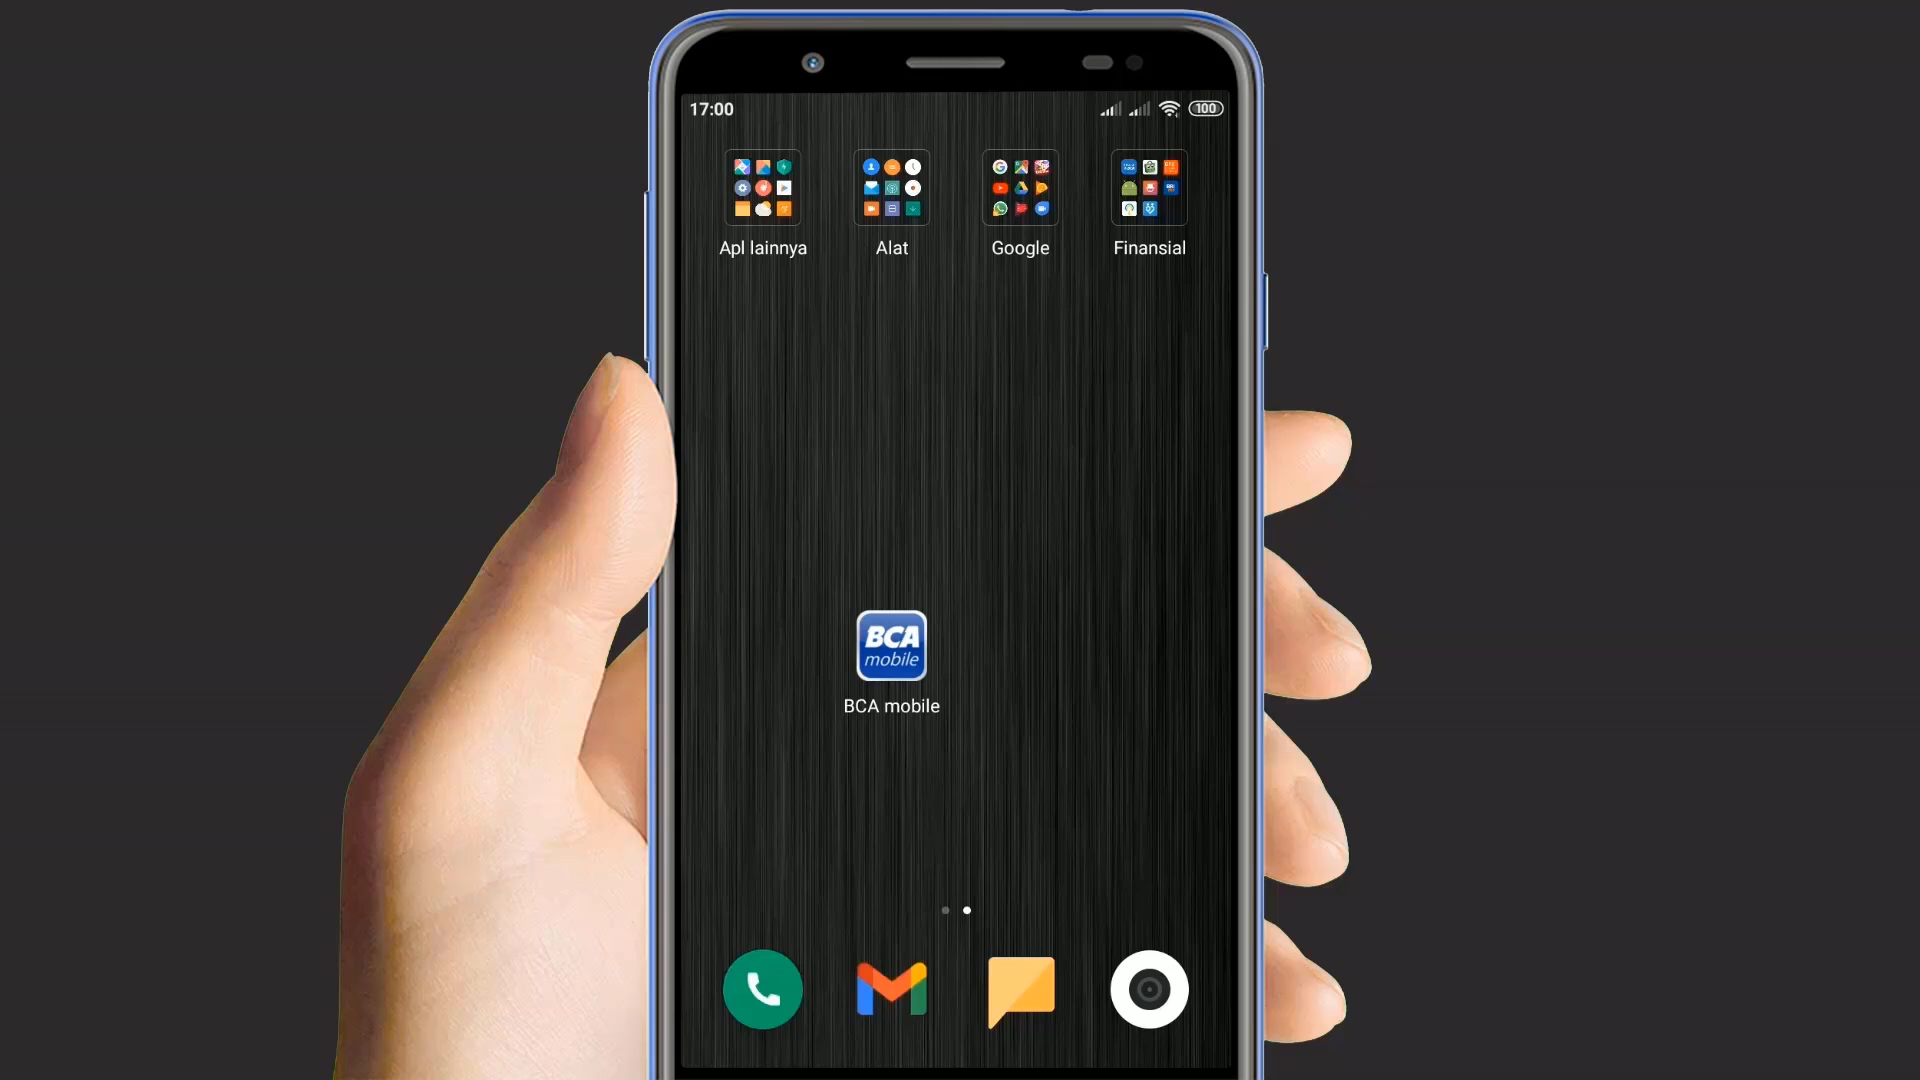 17:00
100
Apl lainnya
Alat
Google
Finansial
BCA
mobile
BCA mobile